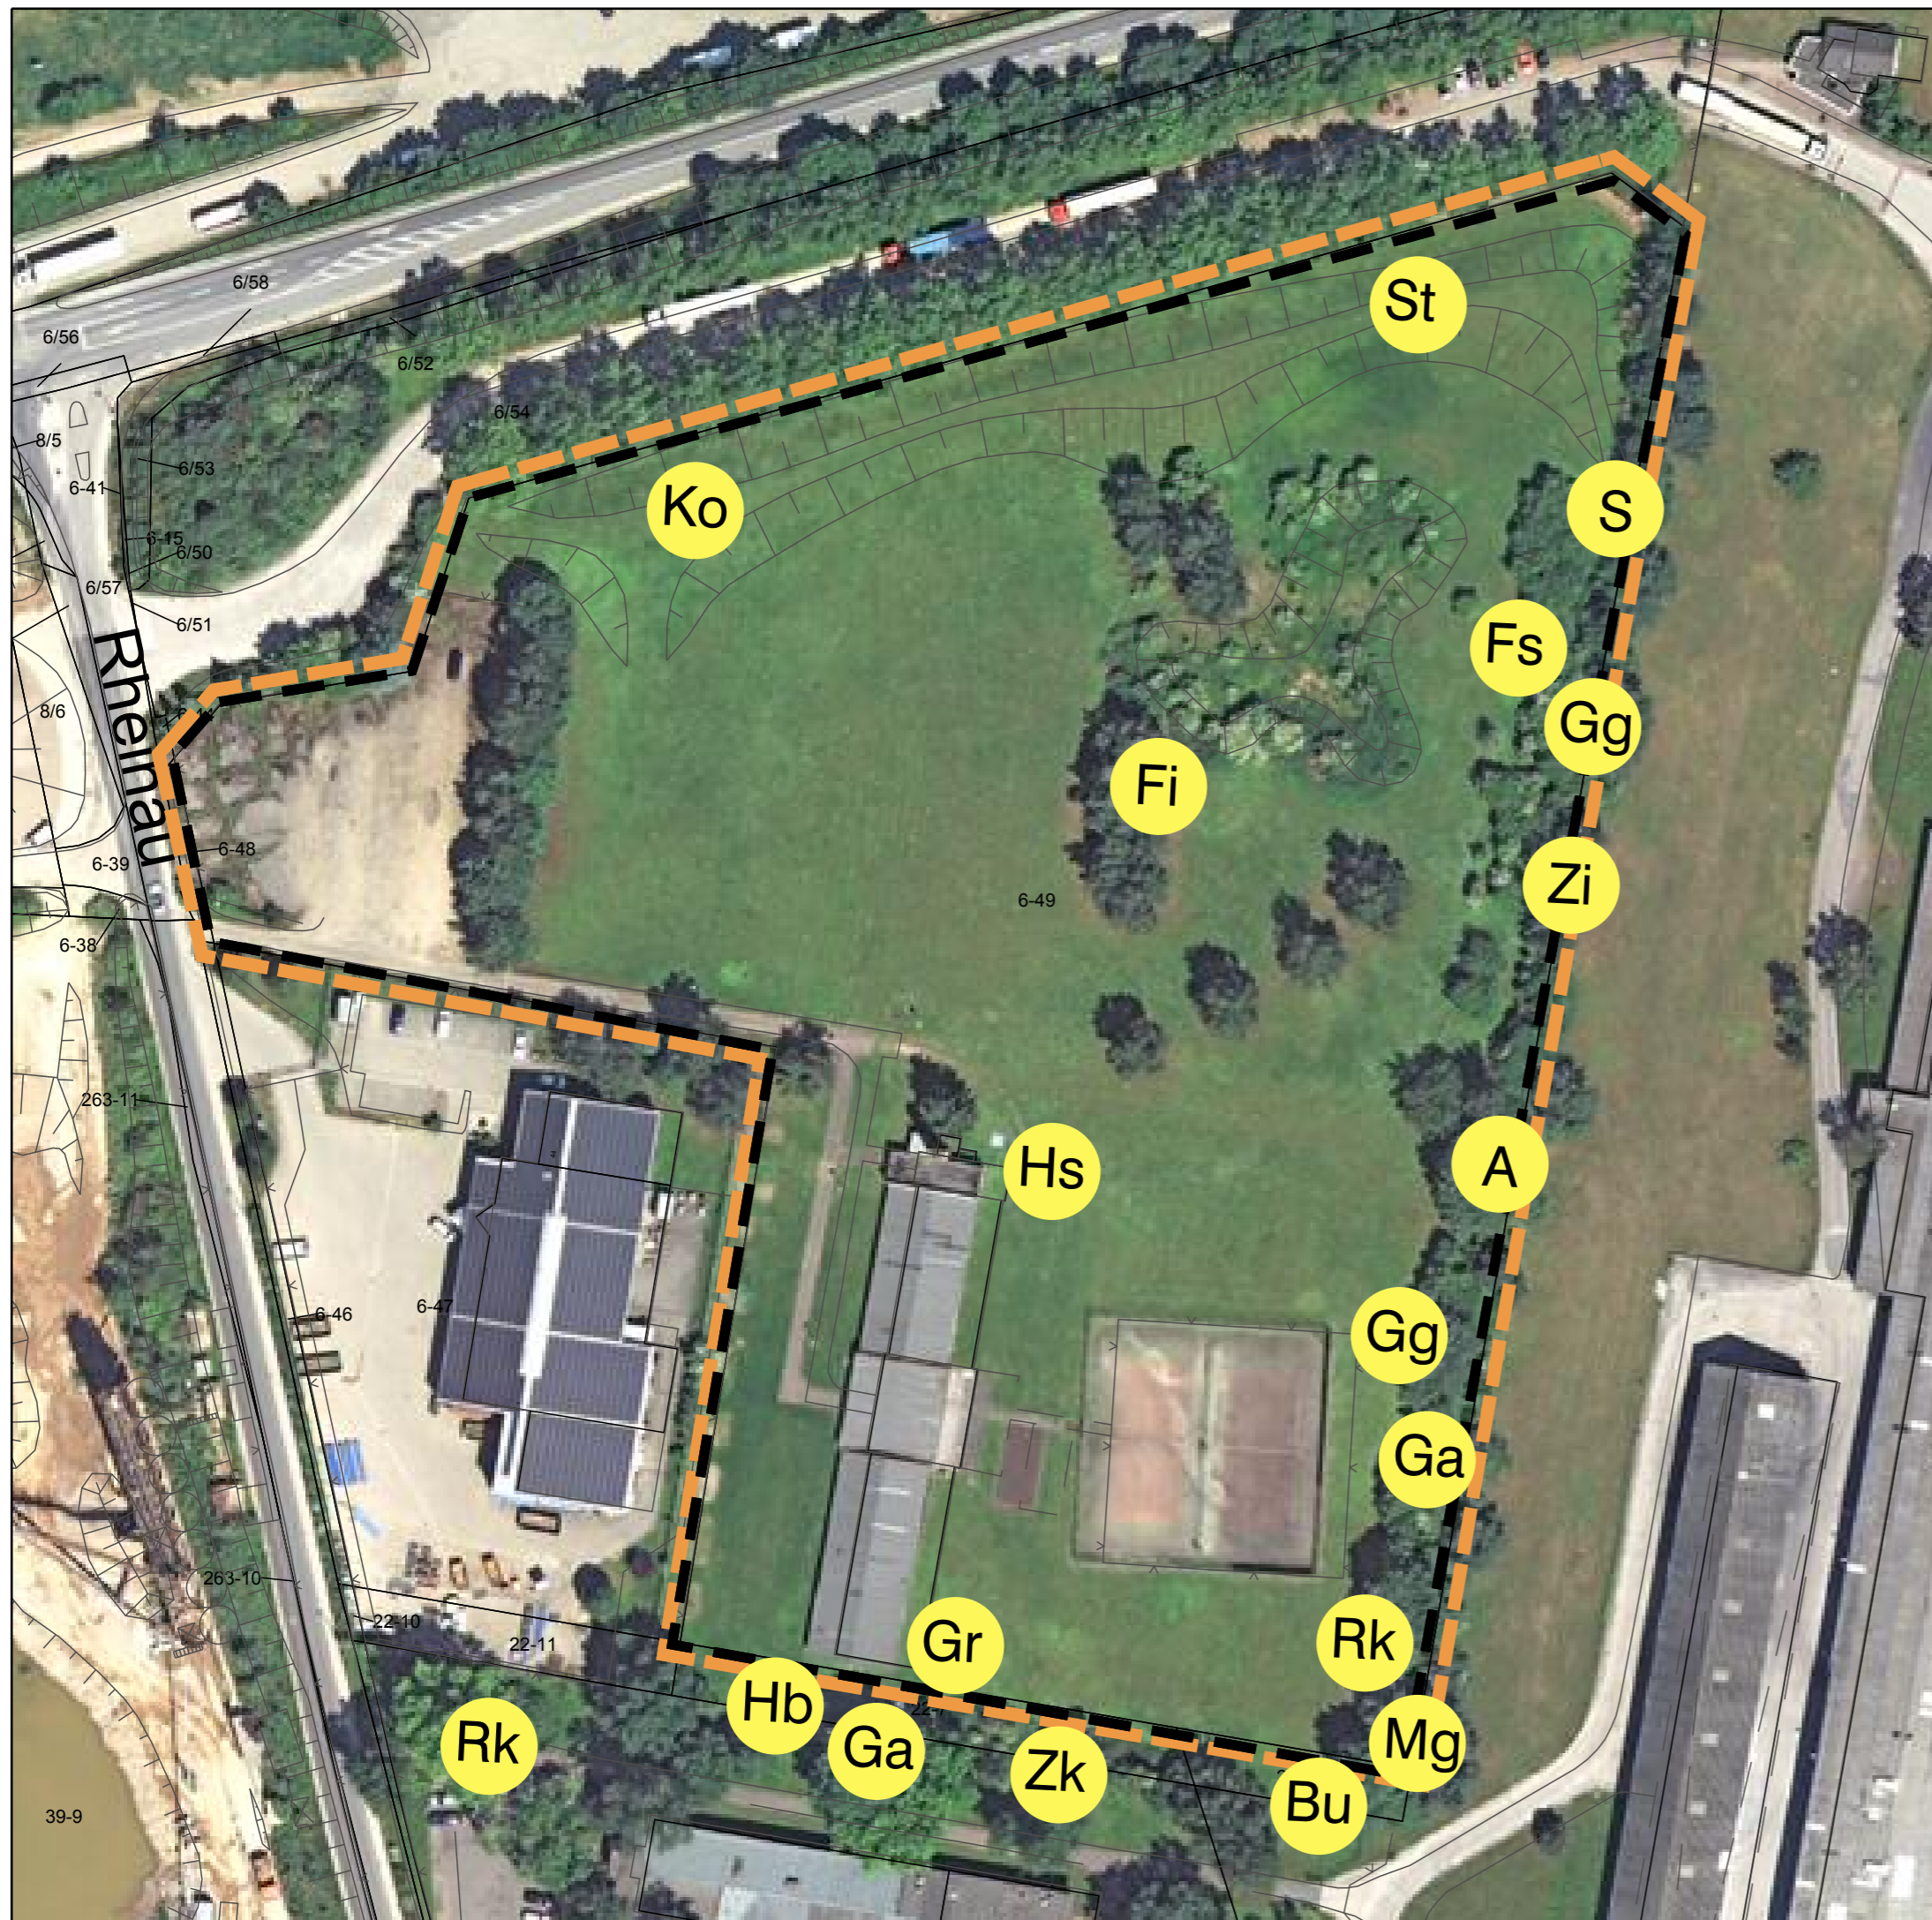 6/58
6/56
St
6/52
6/54
8/5
6/53
6-41
Ko
S
6-15
6/50
6/57
6/51
Fs
Rheinau
8/6
Gg
Fi
6-48
6-39
Zi
6-49
6-38
263-11
A
Hs
6-46
6-47
Gg
Ga
263-10
22-10
22-11
Gr
Rk
Hb
Rk
Ga
Mg
Zk
Bu
39-9